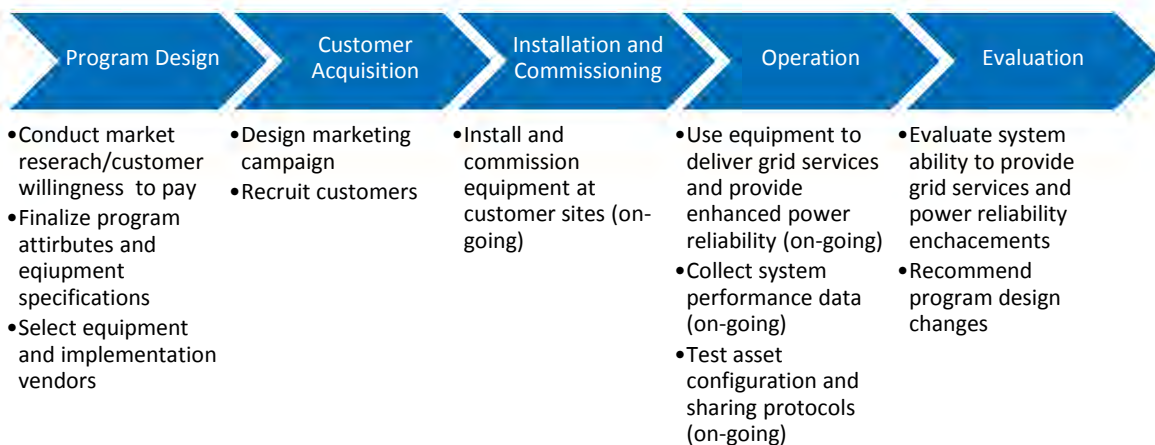 Program Design
Customer
Acquisition
Installation and
Commissioning
Operation
Evaluation
•Conduct market
reserach/customer
willingness to pay
•Finalize program
attirbutes and
eqiupment
specifications
•Select equipment
and implementation
vendors
•Design marketing
campaign
•Recruit customers
•Install and
commission
equipment at
customer sites (on-
going)
•Use equipment to
deliver grid services
and provide
enhanced power
reliability (on-going)
•Collect system
performance data
(on-going)
•Test asset
configuration and
sharing protocols
(on-going)
•Evaluate system
ability to provide
grid services and
power reliability
enchacements
•Recommend
program design
changes